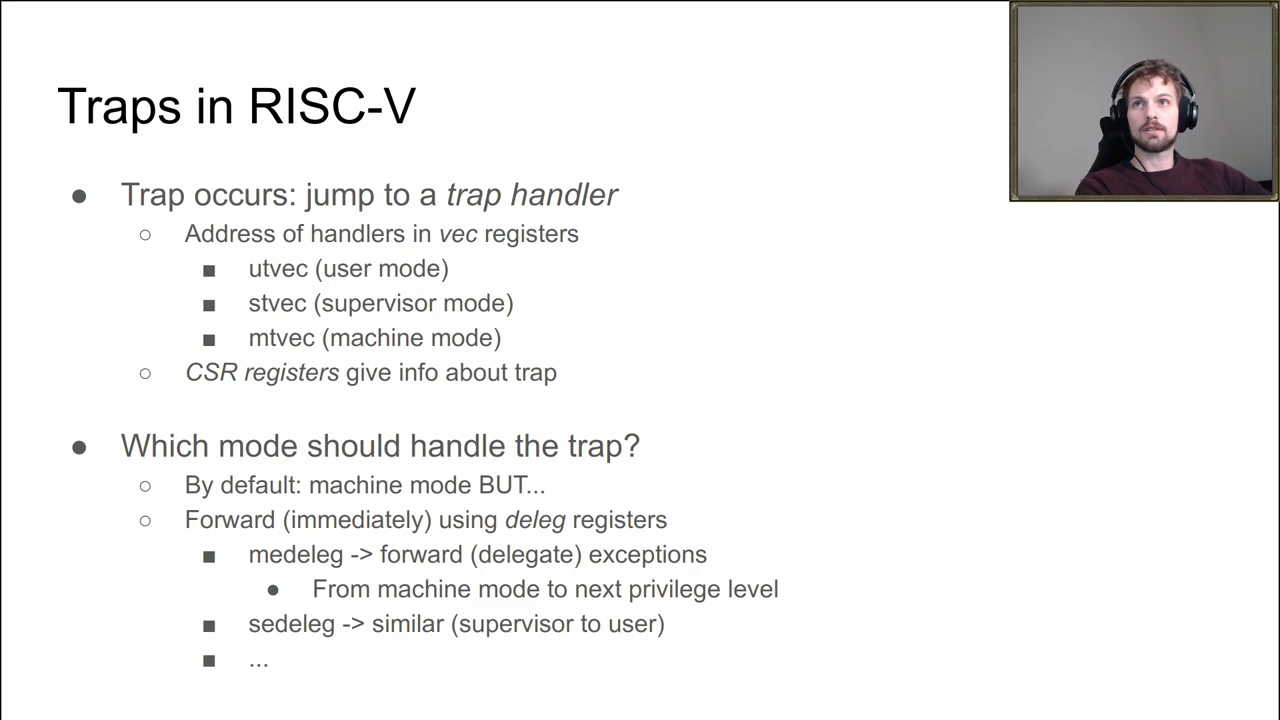 Traps in RISC-V
● Trap occurs: jump to a trap handler
○ Address of handlers in vec registers
■ utvec (user mode)
■ stvec (supervisor mode)
■ mtvec (machine mode)
○ CSR registers give info about trap
● Which mode should handle the trap?
○ By default: machine mode BUT...
○ Forward (immediately) using deleg registers
■ medeleg -> forward (delegate) exceptions
● From machine mode to next privilege level
■ sedeleg -> similar (supervisor to user)
■ ...